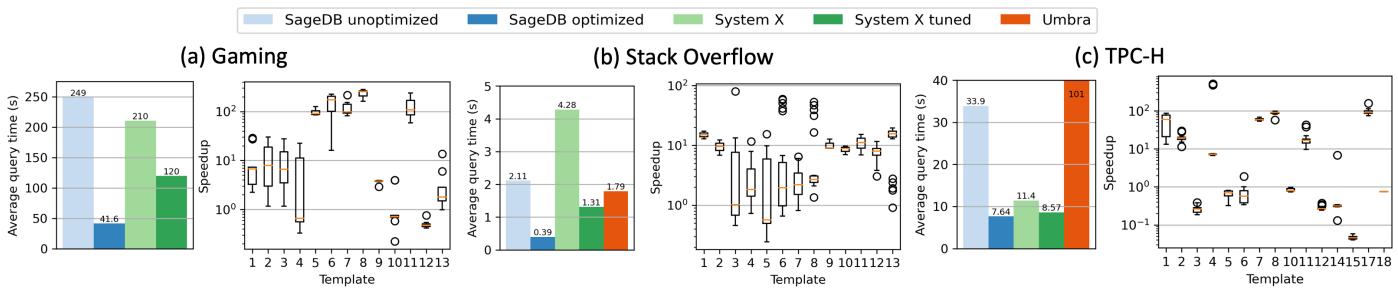 SageDB unoptimized SageDB optimized System X System X tuned Umbra
(a) Gaming
Average query time (s)
250
200
150
100
50
0
249
41.6
210
120
Speedup
10²
10¹
10⁰
1 2 3 4 5 6 7 8 9 10 11 12 13
Template
(b) Stack Overflow
Average query time (s)
5
4
3
2
1
0
2.11
0.39
4.28
1.31
1.79
Speedup
10²
10¹
10⁰
1 2 3 4 5 6 7 8 9 10 11 12 13
Template
(c) TPC-H
Average query time (s)
40
30
20
10
0
33.9
7.64
11.4
8.57
101
Speedup
10²
10¹
10⁰
10⁻¹
1 2 3 4 5 6 7 8 10 11 12 14 15 17 18
Template